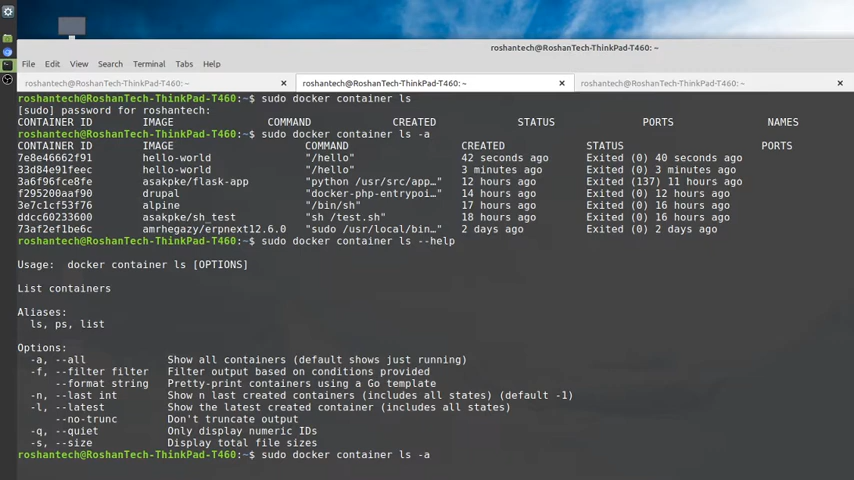 roshantech@RoshanTech-ThinkPad-T460: ~
File Edit View Search Terminal Tabs Help
roshantech@RoshanTech-ThinkPad-T460: ~ roshantech@RoshanTech-ThinkPad-T460: ~ roshantech@RoshanTech-ThinkPad-T460: ~
roshantech@RoshanTech-ThinkPad-T460:~$ sudo docker container ls
[sudo] password for roshantech:
CONTAINER ID IMAGE COMMAND CREATED STATUS PORTS NAMES
roshantech@RoshanTech-ThinkPad-T460:~$ sudo docker container ls -a
CONTAINER ID IMAGE COMMAND CREATED STATUS PORTS
7e8e46662f91 hello-world "/hello" 42 seconds ago Exited (0) 40 seconds ago
33d84e91feec hello-world "/hello" 3 minutes ago Exited (0) 3 minutes ago
3a6f96fce8fe asakpke/flask-app "python /usr/src/app…" 12 hours ago Exited (137) 11 hours ago
f295200aaf90 drupal "docker-php-entrypoi…" 14 hours ago Exited (0) 12 hours ago
3e7c1cf53f76 alpine "/bin/sh" 17 hours ago Exited (0) 16 hours ago
ddcc60233600 asakpke/sh_test "sh /test.sh" 18 hours ago Exited (0) 16 hours ago
73af2ef1be6c amrhegazy/erpnext12.6.0 "sudo /usr/local/bin…" 2 days ago Exited (0) 2 days ago
roshantech@RoshanTech-ThinkPad-T460:~$ sudo docker container ls --help
Usage: docker container ls [OPTIONS]
List containers
Aliases:
ls, ps, list
Options:
-a, --all Show all containers (default shows just running)
-f, --filter filter Filter output based on conditions provided
--format string Pretty-print containers using a Go template
-n, --last int Show n last created containers (includes all states) (default -1)
-l, --latest Show the latest created container (includes all states)
--no-trunc Don't truncate output
-q, --quiet Only display numeric IDs
-s, --size Display total file sizes
roshantech@RoshanTech-ThinkPad-T460:~$ sudo docker container ls -a